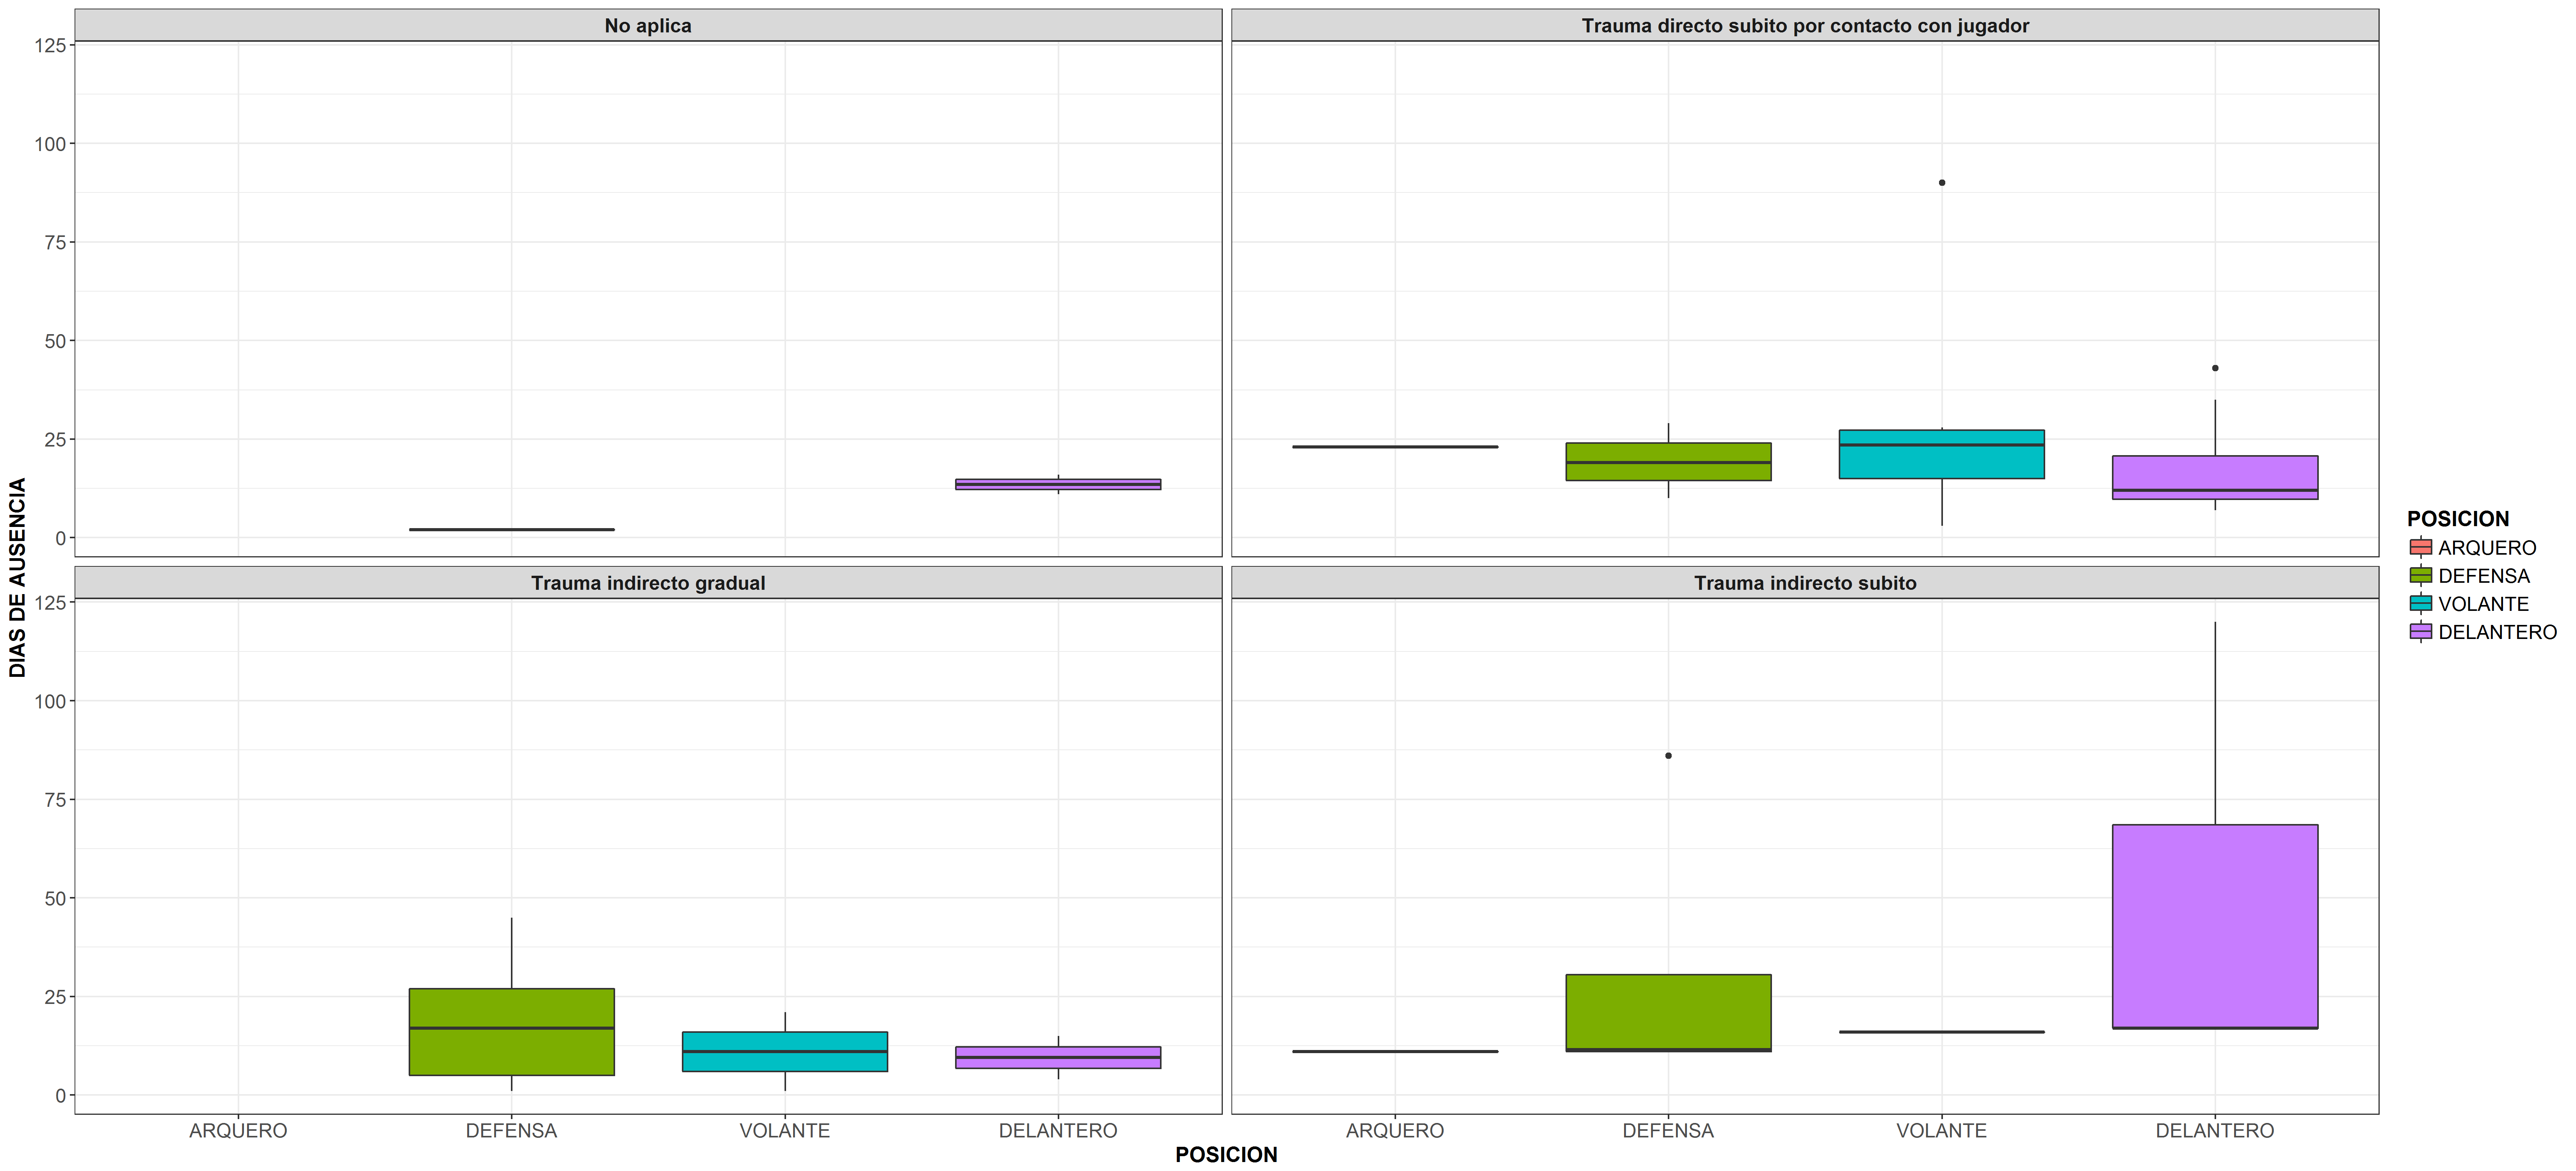 No aplica
Trauma directo subito por contacto con jugador
125
100
75
50
25
0
Trauma indirecto gradual
Trauma indirecto subito
125
100
75
50
25
0
ARQUERO DEFENSA VOLANTE DELANTERO
ARQUERO DEFENSA VOLANTE DELANTERO
POSICION
DIAS DE AUSENCIA
POSICION
ARQUERO
DEFENSA
VOLANTE
DELANTERO